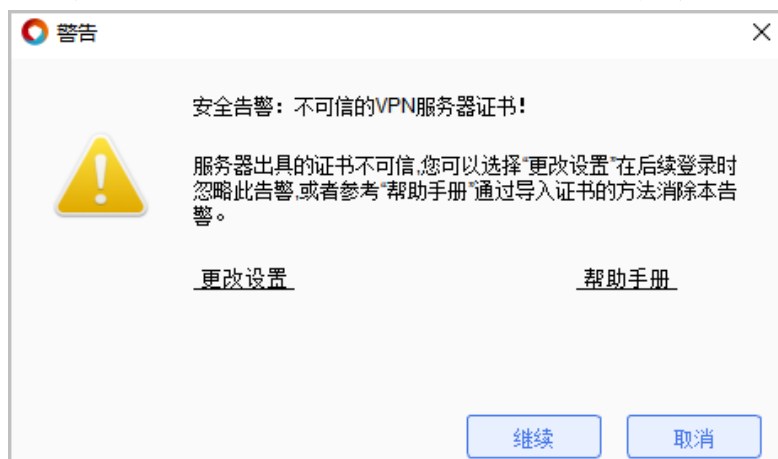 警告
安全告警：不可信的VPN服务器证书！
服务器出具的证书不可信,您可以选择"更改设置"在后续登录时
忽略此告警,或者参考"帮助手册"通过导入证书的方法消除本告
警。
更改设置
帮助手册
继续
取消